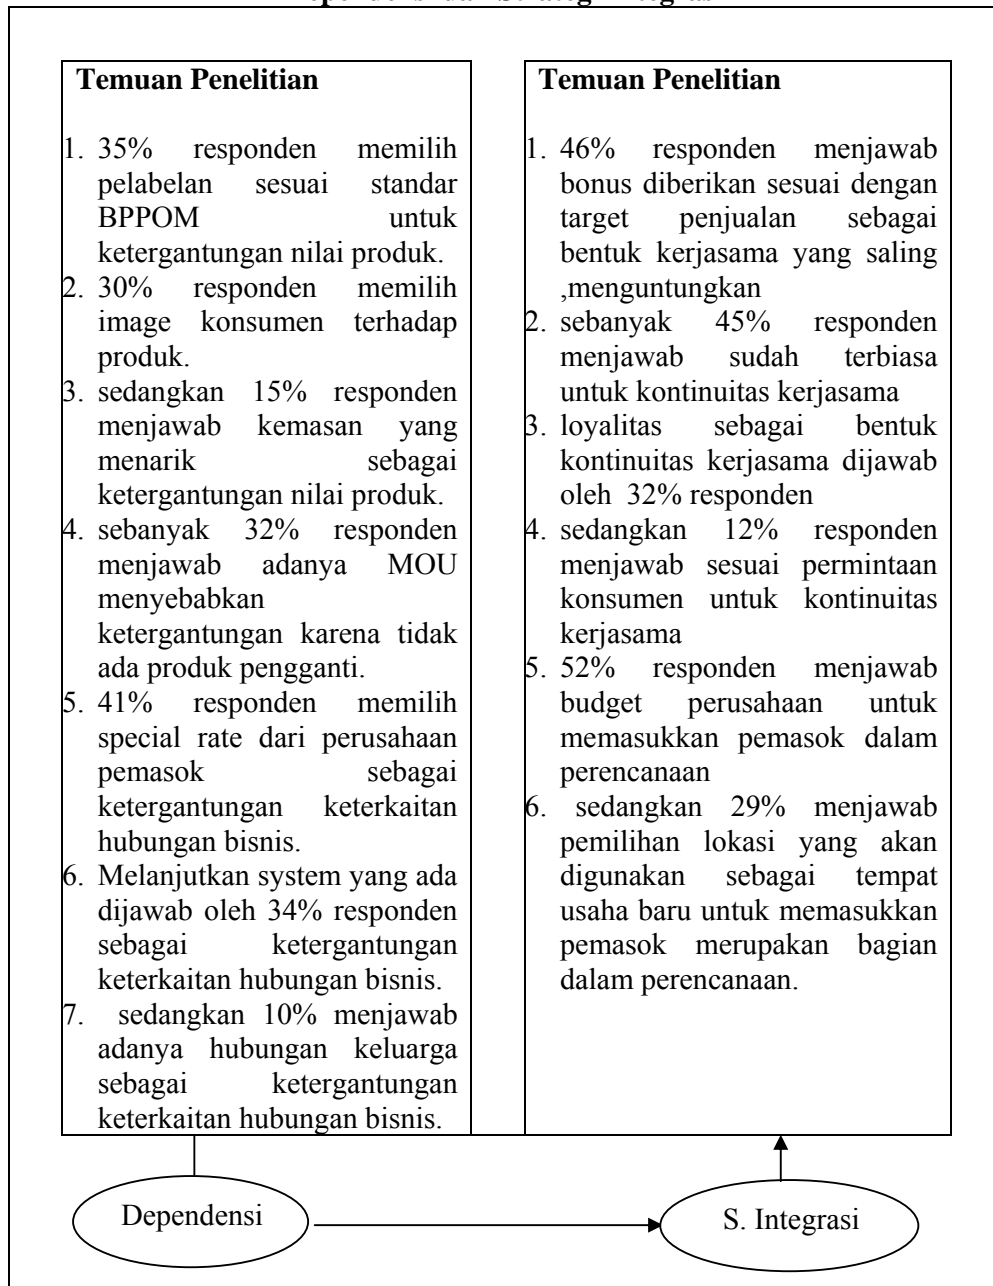 Temuan Penelitian
1. 35% responden memilih
pelabelan sesuai standar
BPPOM untuk
ketergantungan nilai produk.
2. 30% responden memilih
image konsumen terhadap
produk.
3. sedangkan 15% responden
menjawab kemasan yang
menarik sebagai
ketergantungan nilai produk.
4. sebanyak 32% responden
menjawab adanya MOU
menyebabkan
ketergantungan karena tidak
ada produk pengganti.
5. 41% responden memilih
special rate dari perusahaan
pemasok sebagai
ketergantungan keterkaitan
hubungan bisnis.
6. Melanjutkan system yang ada
dijawab oleh 34% responden
sebagai ketergantungan
keterkaitan hubungan bisnis.
7. sedangkan 10% menjawab
adanya hubungan keluarga
sebagai ketergantungan
keterkaitan hubungan bisnis.
Temuan Penelitian
1. 46% responden menjawab
bonus diberikan sesuai dengan
target penjualan sebagai
bentuk kerjasama yang saling
,menguntungkan
2. sebanyak 45% responden
menjawab sudah terbiasa
untuk kontinuitas kerjasama
3. loyalitas sebagai bentuk
kontinuitas kerjasama dijawab
oleh 32% responden
4. sedangkan 12% responden
menjawab sesuai permintaan
konsumen untuk kontinuitas
kerjasama
5. 52% responden menjawab
budget perusahaan untuk
memasukkan pemasok dalam
perencanaan
6. sedangkan 29% menjawab
pemilihan lokasi yang akan
digunakan sebagai tempat
usaha baru untuk memasukkan
pemasok merupakan bagian
dalam perencanaan.
Dependensi
S. Integrasi